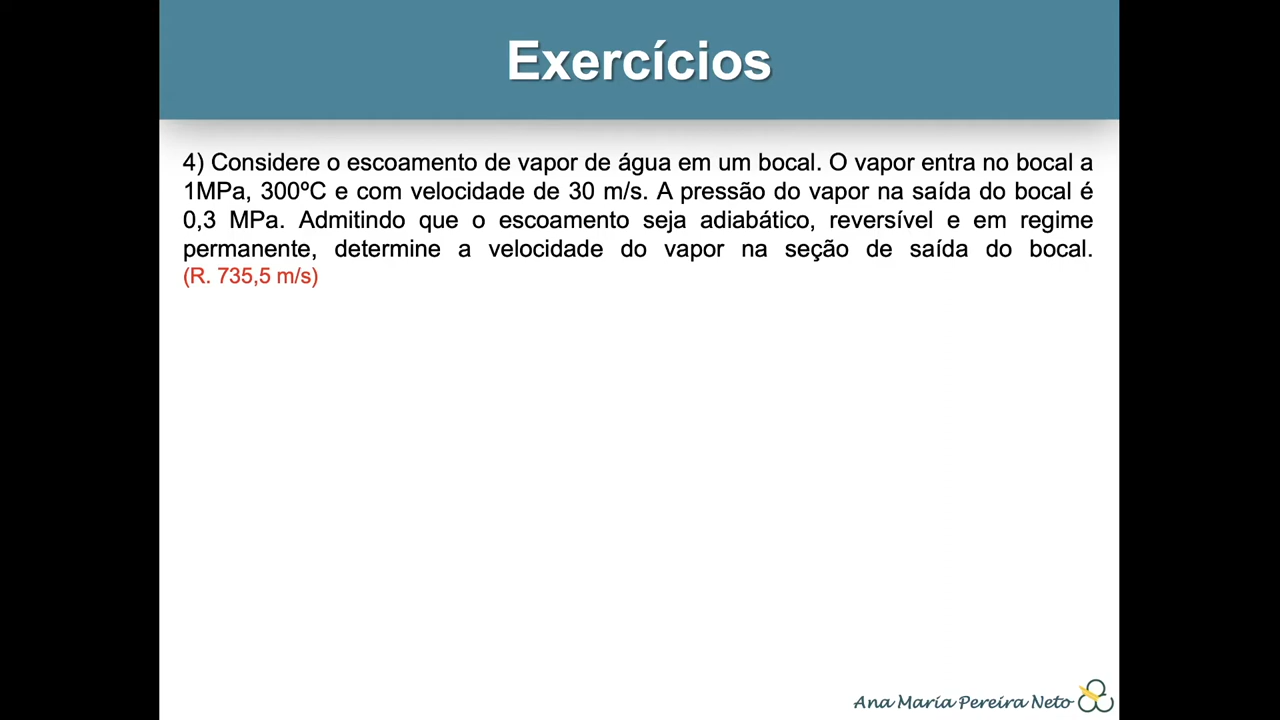 Exercícios
4) Considere o escoamento de vapor de água em um bocal. O vapor entra no bocal a
1MPa, 300ºC e com velocidade de 30 m/s. A pressão do vapor na saída do bocal é
0,3 MPa. Admitindo que o escoamento seja adiabático, reversível e em regime
permanente, determine a velocidade do vapor na seção de saída do bocal.
(R. 735,5 m/s)
Ana Maria Pereira Neto